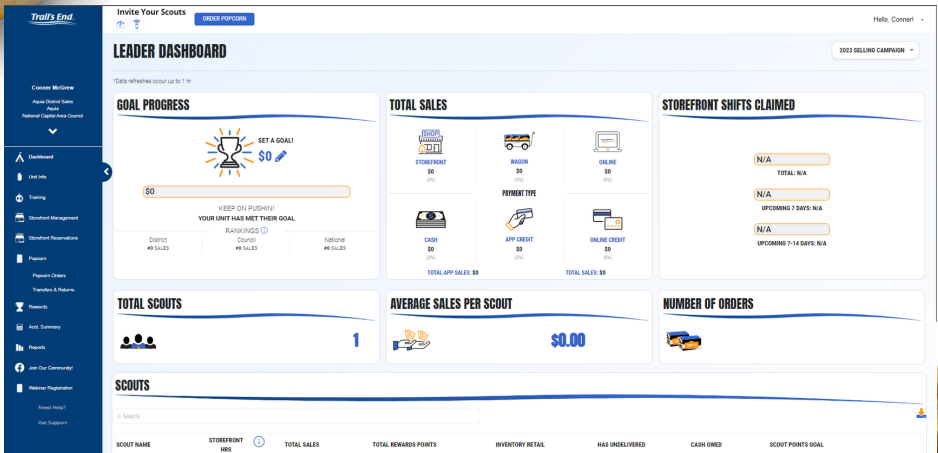 Trail's End.
Conner McGrew
Aquia District Sales
Aquia
National Capital Area Council
Dashboard
Unit Info
Training
Storefront Management
Storefront Reservations
Popcorn
Popcorn Orders
Transfers & Returns
Rewards
Acct. Summary
Reports
Join Our Community!
Webinar Registration
Need Help?
Get Support
Invite Your Scouts
ORDER POPCORN
Hello, Conner!
LEADER DASHBOARD
2023 SELLING CAMPAIGN
*Data refreshes occur up to 1 hr
GOAL PROGRESS
SET A GOAL!
$0
$0
KEEP ON PUSHIN!
YOUR UNIT HAS MET THEIR GOAL
RANKINGS
District Council National
#0 SALES #0 SALES #0 SALES
TOTAL SALES
SHOP
STOREFRONT WAGON ONLINE
$0 $0 $0
(0%) (0%) (0%)
PAYMENT TYPE
CASH APP CREDIT ONLINE CREDIT
$0 $0 $0
(0%) (0%) (0%)
TOTAL APP SALES: $0 TOTAL SALES: $0
STOREFRONT SHIFTS CLAIMED
N/A
TOTAL: N/A
N/A
UPCOMING 7 DAYS: N/A
N/A
UPCOMING 7-14 DAYS: N/A
TOTAL SCOUTS
1
AVERAGE SALES PER SCOUT
$0.00
NUMBER OF ORDERS
SCOUTS
Search
SCOUT NAME STOREFRONT HRS TOTAL SALES TOTAL REWARDS POINTS INVENTORY RETAIL HAS UNDELIVERED CASH OWED SCOUT POINTS GOAL